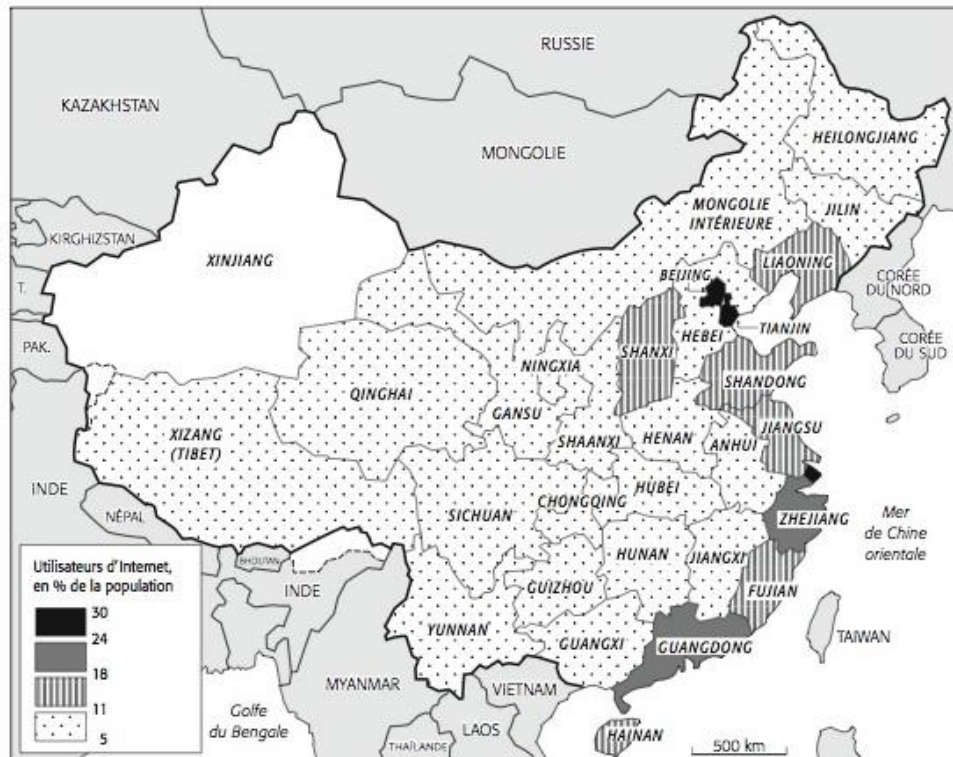 RUSSIE
KAZAKHSTAN
MONGOLIE
HEILONGJIANG
JILIN
MONGOLIE
INTÉRIEURE
KIRGHIZSTAN
XINJIANG
LIAONING
BEIJING
CORÉE
DU NORD
T.
TIANJIN
HEBEI
CORÉE
DU SUD
PAK.
SHANXI
NINGXIA
SHANDONG
QINGHAI
GANSU
JIANGSU
SHAANXI
HENAN
ANHUI
XIZANG
(TIBET)
INDE
HUBEI
CHONGQING
SICHUAN
ZHEJIANG
Mer
de Chine
orientale
NÉPAL
HUNAN
JIANGXI
BHOUTAN
INDE
GUIZHOU
FUJIAN
YUNNAN
GUANGXI
GUANGDONG
TAIWAN
MYANMAR
VIETNAM
Golfe
du Bengale
LAOS
HAINAN
THAÏLANDE
500 km
Utilisateurs d'Internet,
en % de la population
30
24
18
11
5